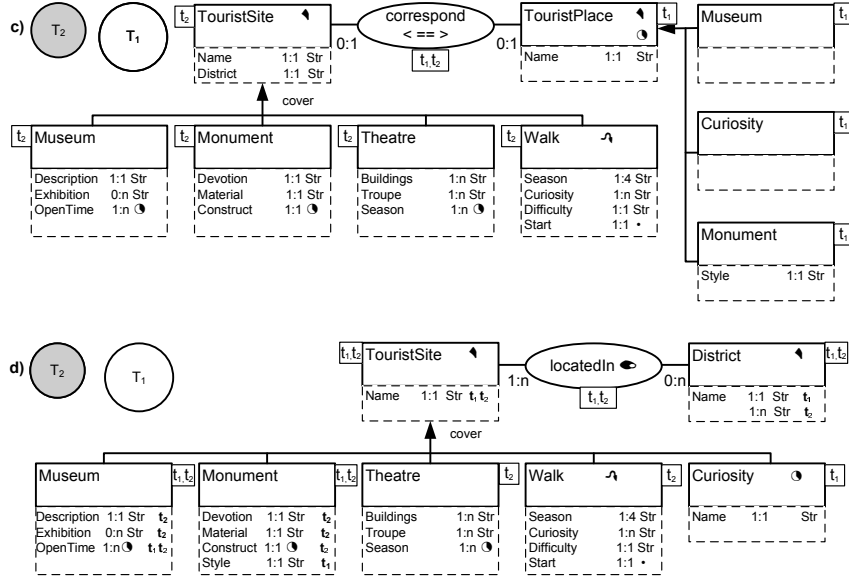 c) T2 T1
t2 TouristSite
Name 1:1 Str
District 1:1 Str
0:1
correspond
< == >
t1,t2
0:1
TouristPlace t1
Name 1:1 Str
Museum t1
Curiosity t1
Monument t1
Style 1:1 Str
cover
t2 Museum
Description 1:1 Str
Exhibition 0:n Str
OpenTime 1:n
t2 Monument
Devotion 1:1 Str
Material 1:1 Str
Construct 1:1
t2 Theatre
Buildings 1:n Str
Troupe 1:n Str
Season 1:n
t2 Walk
Season 1:4 Str
Curiosity 1:n Str
Difficulty 1:1 Str
Start 1:1 •
d) T2 T1
t1,t2 TouristSite
Name 1:1 Str t1 t2
1:n
locatedIn
t1,t2
0:n
District t1,t2
Name 1:1 Str t1
1:n Str t2
cover
Museum t1,t2
Description 1:1 Str t2
Exhibition 0:n Str t2
OpenTime 1:n t1 t2
Monument t1,t2
Devotion 1:1 Str t2
Material 1:1 Str t2
Construct 1:1 t2
Style 1:1 Str t1
Theatre t2
Buildings 1:n Str
Troupe 1:n Str
Season 1:n
Walk t2
Season 1:4 Str
Curiosity 1:n Str
Difficulty 1:1 Str
Start 1:1 •
Curiosity t1
Name 1:1 Str